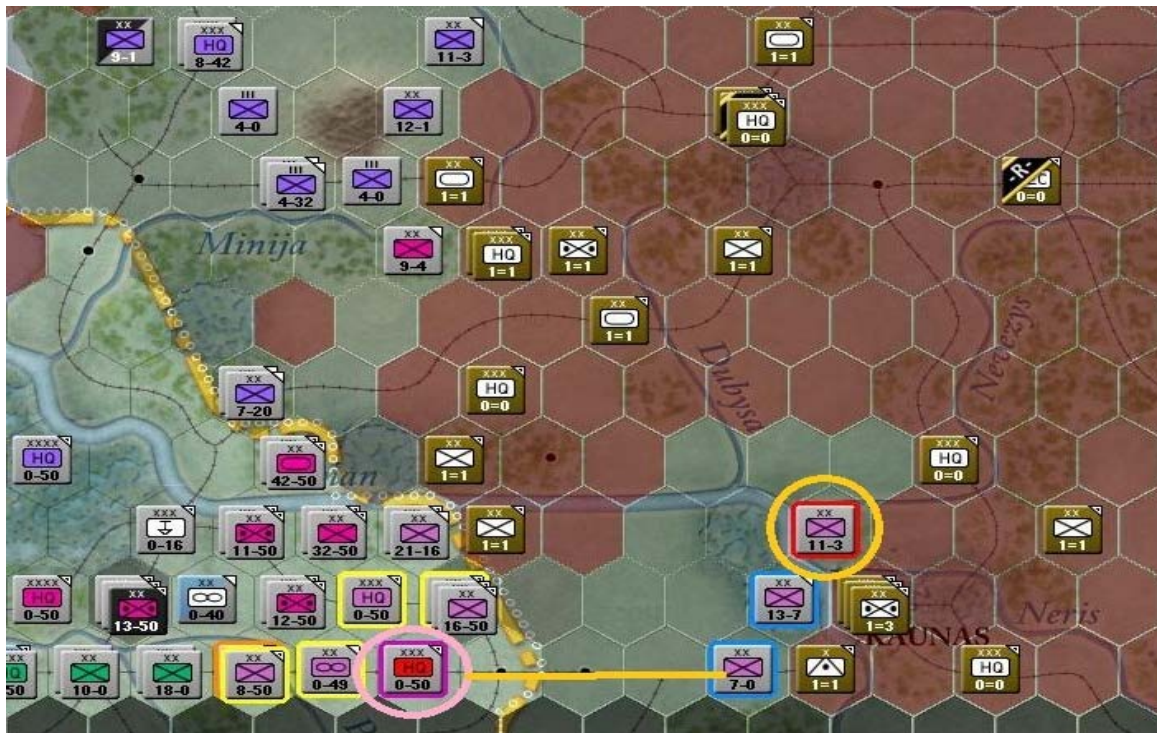 XX
9-1
XXX
HQ
8-42
XX
11-3
XX
1=1
III
4-0
XX
12-1
XXX
HQ
0=0
III
4-32
III
4-0
XX
1=1
-R-
0=0
Minija
XX
9-4
XXX
HQ
1=1
XX
1=1
XX
1=1
XX
1=1
Dubysa
Nevezys
XX
7-20
XXX
HQ
0=0
XXXX
HQ
0-50
XX
42-50
XX
1=1
XXX
HQ
0=0
XXX
0-16
XX
11-50
XX
32-50
XX
21-16
XX
1=1
XX
11-3
XX
1=1
XXXX
HQ
0-50
XX
13-50
XX
0-40
XX
12-50
XXX
HQ
0-50
XX
16-50
XX
13-7
XX
1=3
Neris
KAUNAS
50
XX
10-0
XX
18-0
XX
8-50
XX
0-49
XXX
HQ
0-50
XX
7-0
XX
1=1
XXX
HQ
0=0